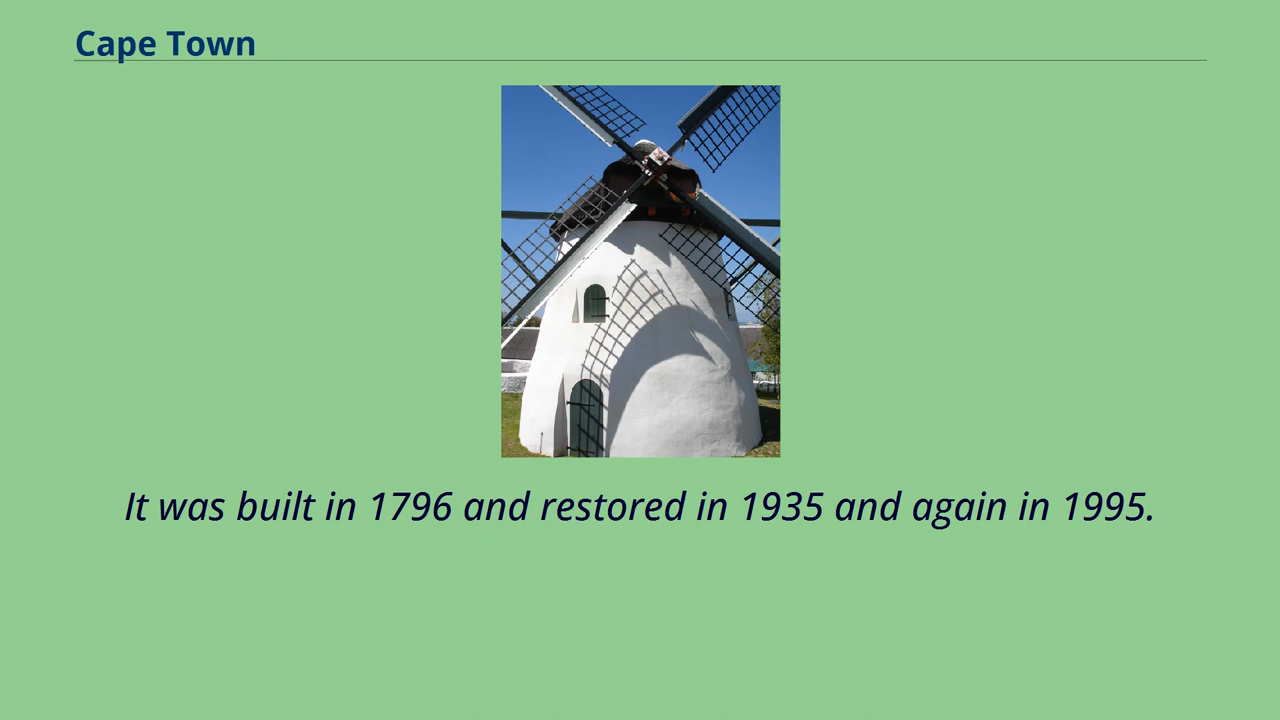 Cape Town
It was built in 1796 and restored in 1935 and again in 1995.